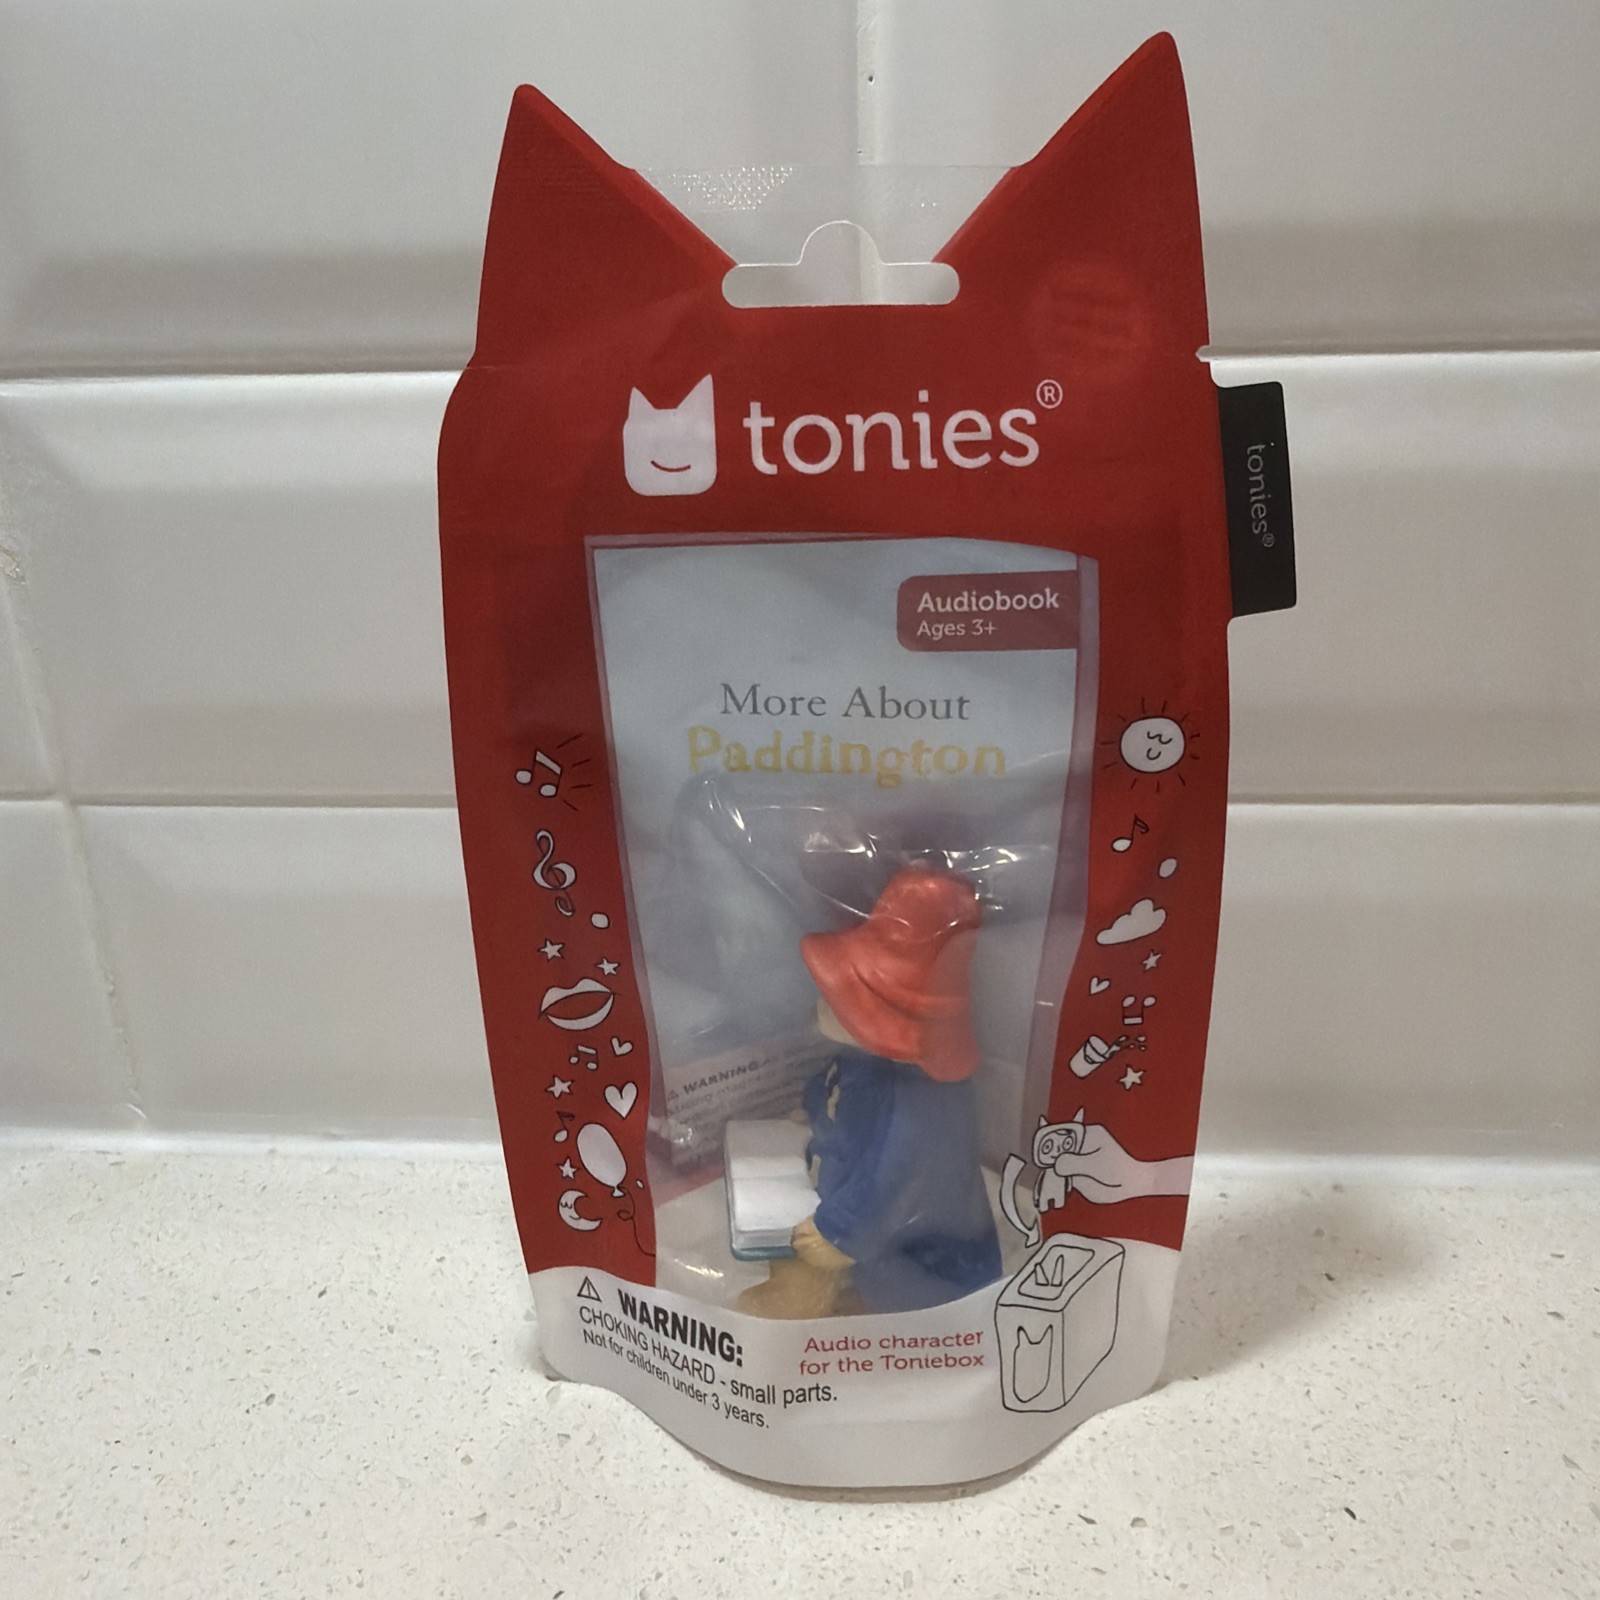 tonies®
tonies®
Audiobook
Ages 3+
More About
Paddington
WARNING
WARNING:
CHOKING HAZARD - small parts.
Not for children under 3 years.
Audio character
for the Toniebox